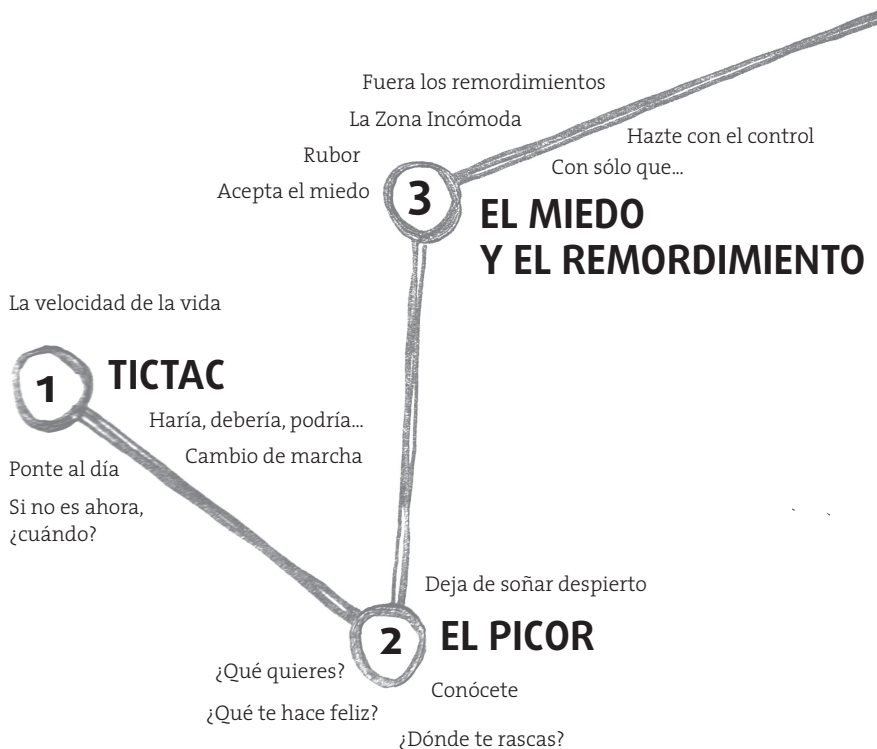 Fuera los remordimientos
La Zona Incómoda
Hazte con el control
Rubor
Con sólo que...
Acepta el miedo
3
EL MIEDO
Y EL REMORDIMIENTO
La velocidad de la vida
1
TICTAC
Haría, debería, podría...
Cambio de marcha
Ponte al día
Si no es ahora,
¿cuándo?
Deja de soñar despierto
2
EL PICOR
¿Qué quieres?
Conócete
¿Qué te hace feliz?
¿Dónde te rascas?